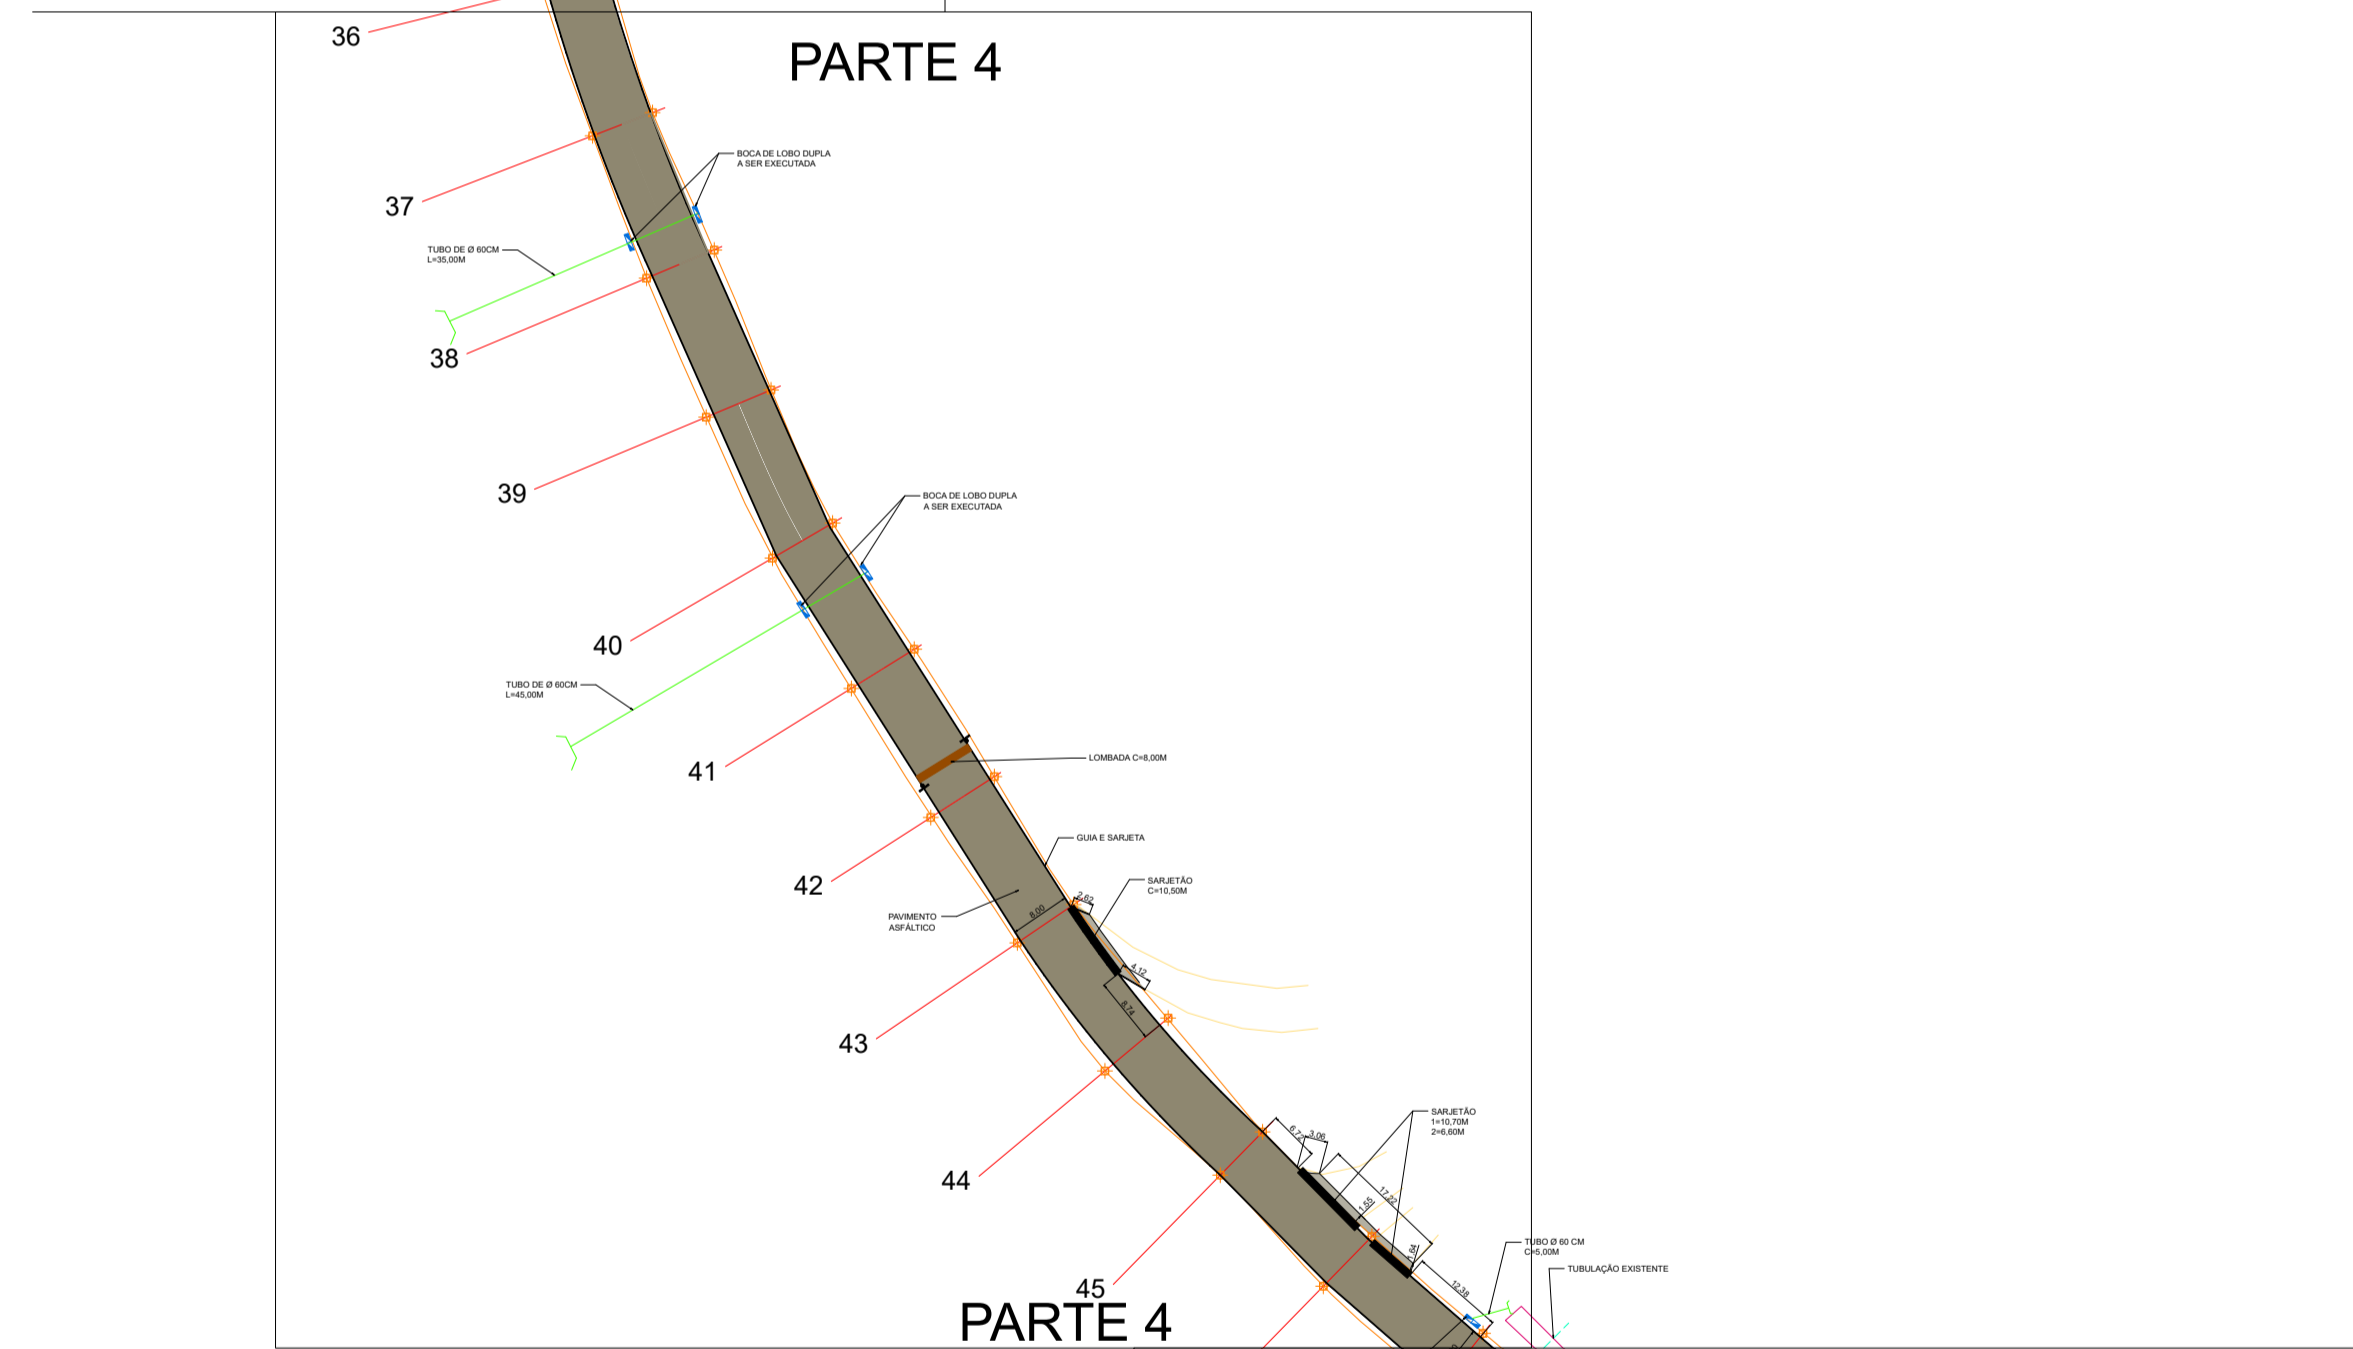 36
PARTE 4
BOCA DE LOBO DUPLA
A SER EXECUTADA
37
TUBO DE Ø 60CM
L=35,00M
38
39
BOCA DE LOBO DUPLA
A SER EXECUTADA
40
TUBO DE Ø 60CM
L=45,00M
41
LOMBADA C=8,00M
GUIA E SARJETA
42
SARJETÃO
C=10,50M
2,62
8,00
PAVIMENTO
ASFÁLTICO
4,12
8,74
43
SARJETÃO
1=10,70M
2=6,60M
6,72
3,06
44
17,22
1,55
1,64
TUBO Ø 60 CM
C=5,00M
TUBULAÇÃO EXISTENTE
12,38
45
PARTE 4